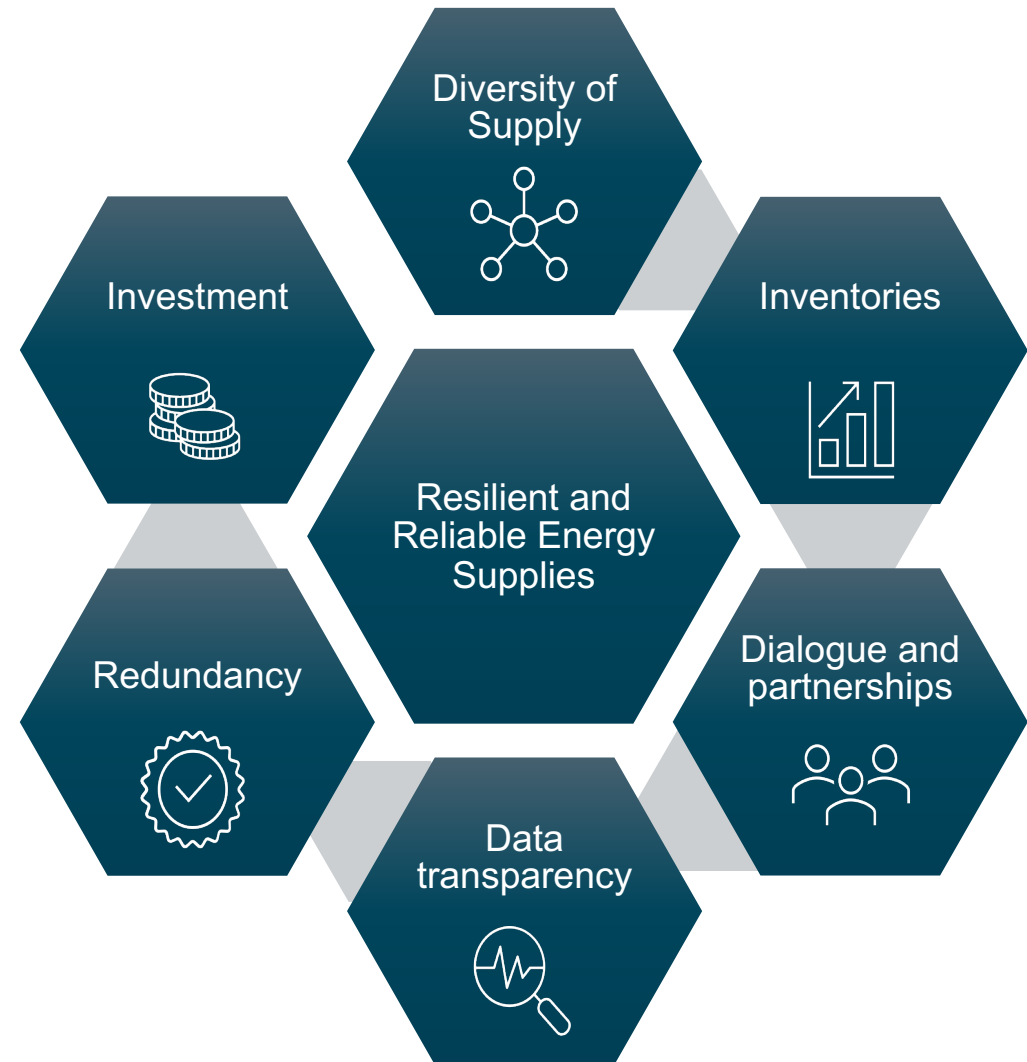 Diversity of
Supply
Investment
Inventories
Resilient and
Reliable Energy
Supplies
Redundancy
Dialogue and
partnerships
Data
transparency